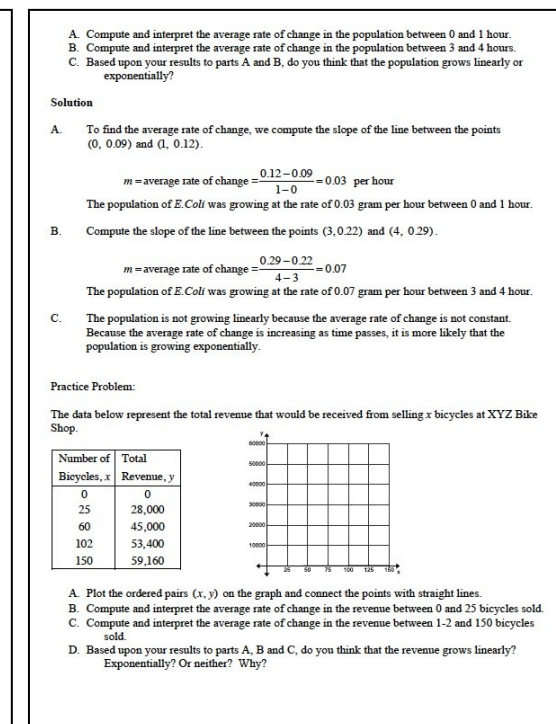 A. Compute and interpret the average rate of change in the population between 0 and 1 hour.
B. Compute and interpret the average rate of change in the population between 3 and 4 hours.
C. Based upon your results to parts A and B, do you think that the population grows linearly or
exponentially?
Solution
A. To find the average rate of change, we compute the slope of the line between the points
(0, 0.09) and (1, 0.12).
m = average rate of change = \frac{0.12-0.09}{1-0} = 0.03 per hour
The population of E.Coli was growing at the rate of 0.03 gram per hour between 0 and 1 hour.
B. Compute the slope of the line between the points (3,0.22) and (4, 0.29).
m = average rate of change = \frac{0.29-0.22}{4-3} = 0.07
The population of E.Coli was growing at the rate of 0.07 gram per hour between 3 and 4 hour.
C. The population is not growing linearly because the average rate of change is not constant.
Because the average rate of change is increasing as time passes, it is more likely that the
population is growing exponentially.
Practice Problem:
The data below represent the total revenue that would be received from selling x bicycles at XYZ Bike
Shop.
Number of Total
Bicycles, x Revenue, y
0 0
25 28,000
60 45,000
102 53,400
150 59,160
y
60000
50000
40000
30000
20000
10000
25 50 75 100 125 150 x
A. Plot the ordered pairs (x, y) on the graph and connect the points with straight lines.
B. Compute and interpret the average rate of change in the revenue between 0 and 25 bicycles sold.
C. Compute and interpret the average rate of change in the revenue between 1-2 and 150 bicycles
sold.
D. Based upon your results to parts A, B and C, do you think that the revenue grows linearly?
Exponentially? Or neither? Why?